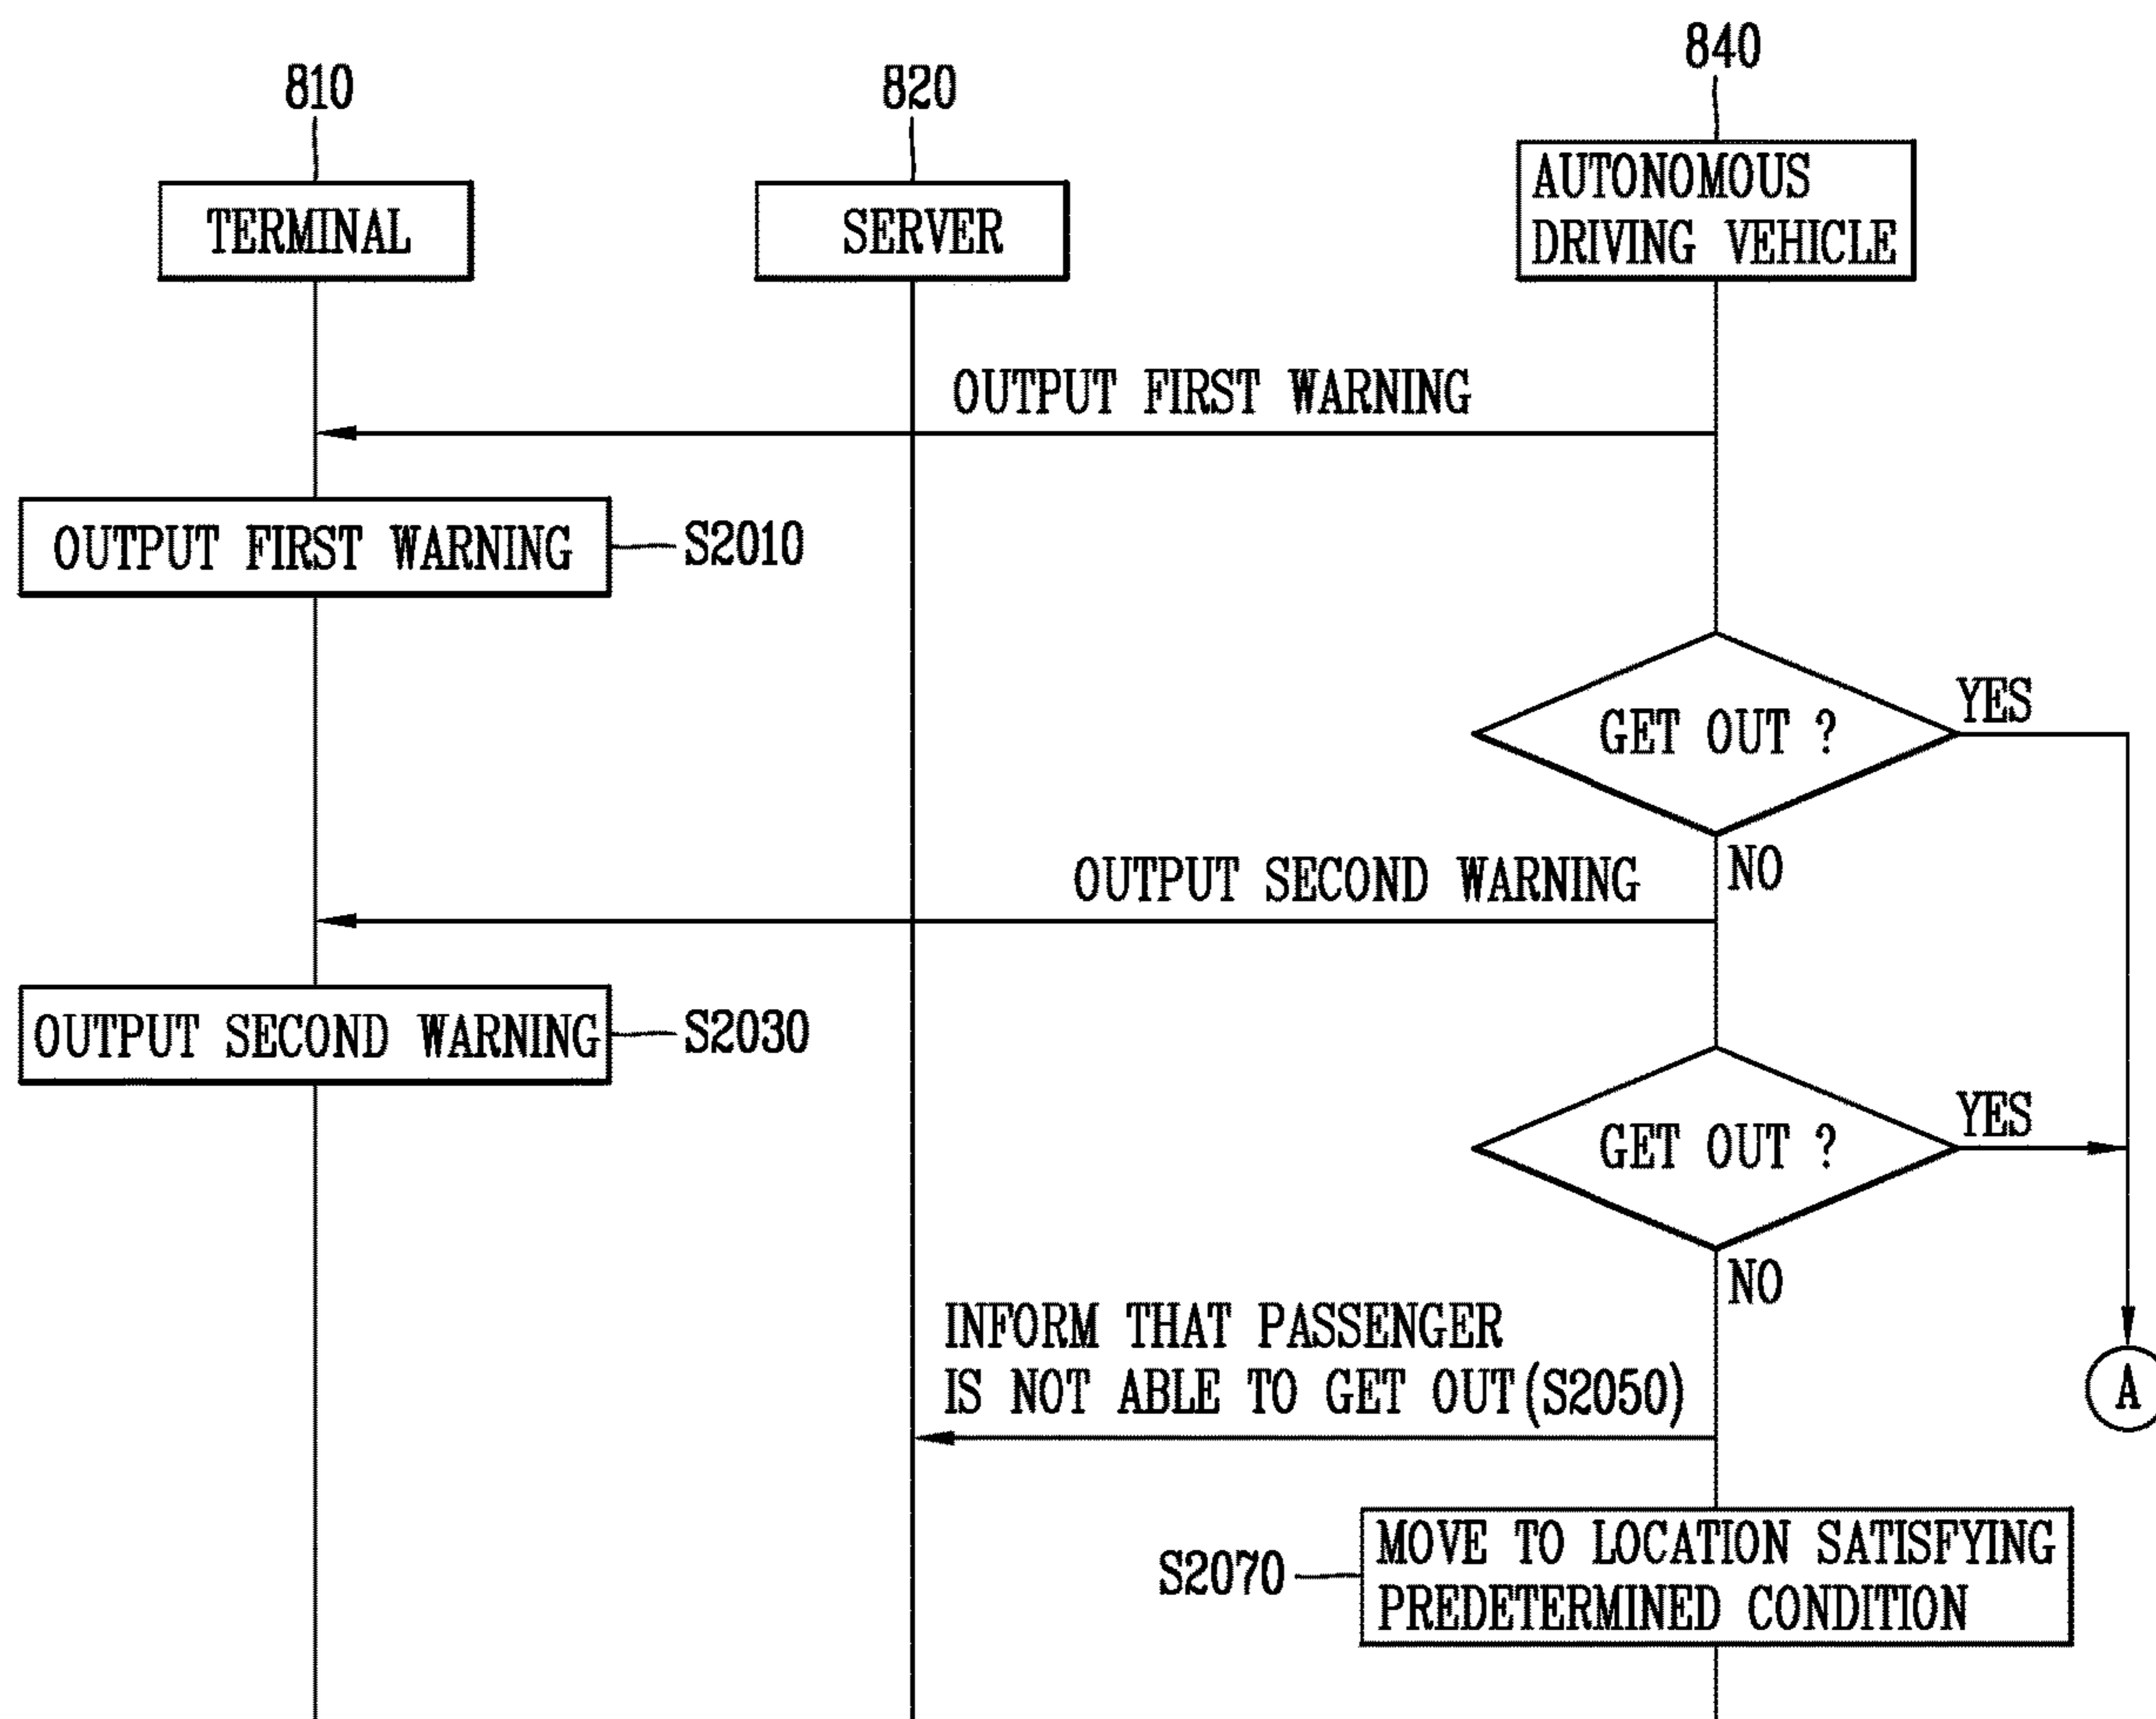 810
820
840
TERMINAL
SERVER
AUTONOMOUS
DRIVING VEHICLE
OUTPUT FIRST WARNING
OUTPUT FIRST WARNING
S2010
GET OUT ?
YES
NO
OUTPUT SECOND WARNING
OUTPUT SECOND WARNING
S2030
GET OUT ?
YES
NO
INFORM THAT PASSENGER
IS NOT ABLE TO GET OUT(S2050)
A
S2070
MOVE TO LOCATION SATISFYING
PREDETERMINED CONDITION